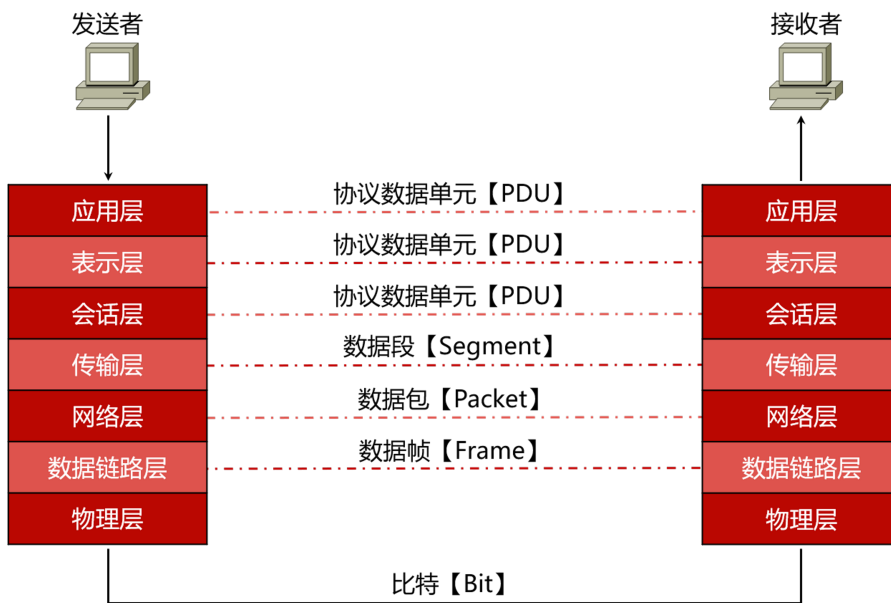 发送者 接收者
应用层 协议数据单元【PDU】 应用层
表示层 协议数据单元【PDU】 表示层
会话层 协议数据单元【PDU】 会话层
传输层 数据段【Segment】 传输层
网络层 数据包【Packet】 网络层
数据链路层 数据帧【Frame】 数据链路层
物理层 物理层
比特【Bit】